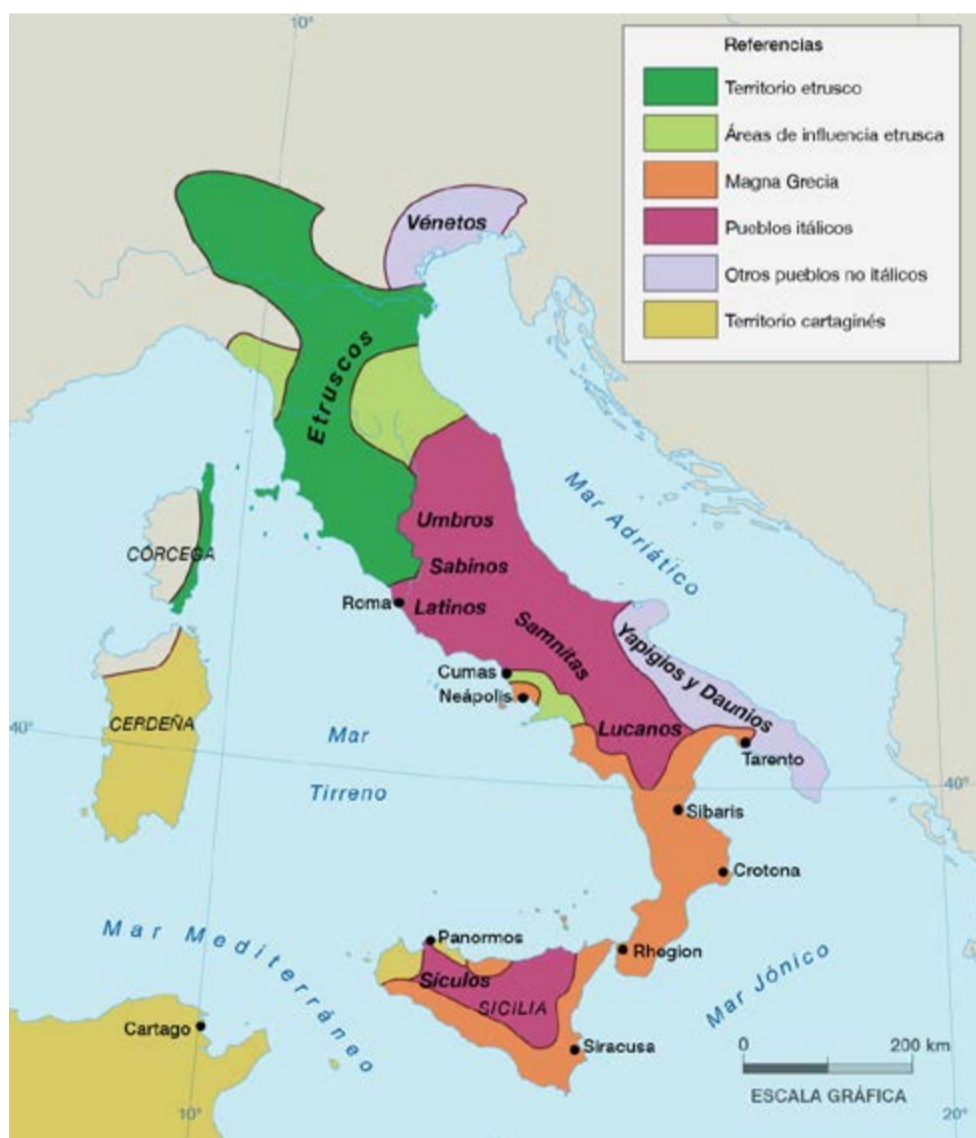 10°
Referencias
Territorio etrusco
Áreas de influencia etrusca
Magna Grecia
Pueblos itálicos
Otros pueblos no itálicos
Territorio cartaginés
Vénetos
Etruscos
Mar Adriático
CÓRCEGA
Umbros
Sabinos
Roma
Latinos
Samnitas
Yapigios y Daunios
Cumas
Neápolis
CERDEÑA
40°
Mar
Tirreno
Lucanos
Tarento
40°
Sibaris
Crotona
Mar Mediterráneo
Panormos
Rhegion
Sículos
SICILIA
Mar Jónico
Cartago
Siracusa
0 200 km
ESCALA GRÁFICA
10°
20°